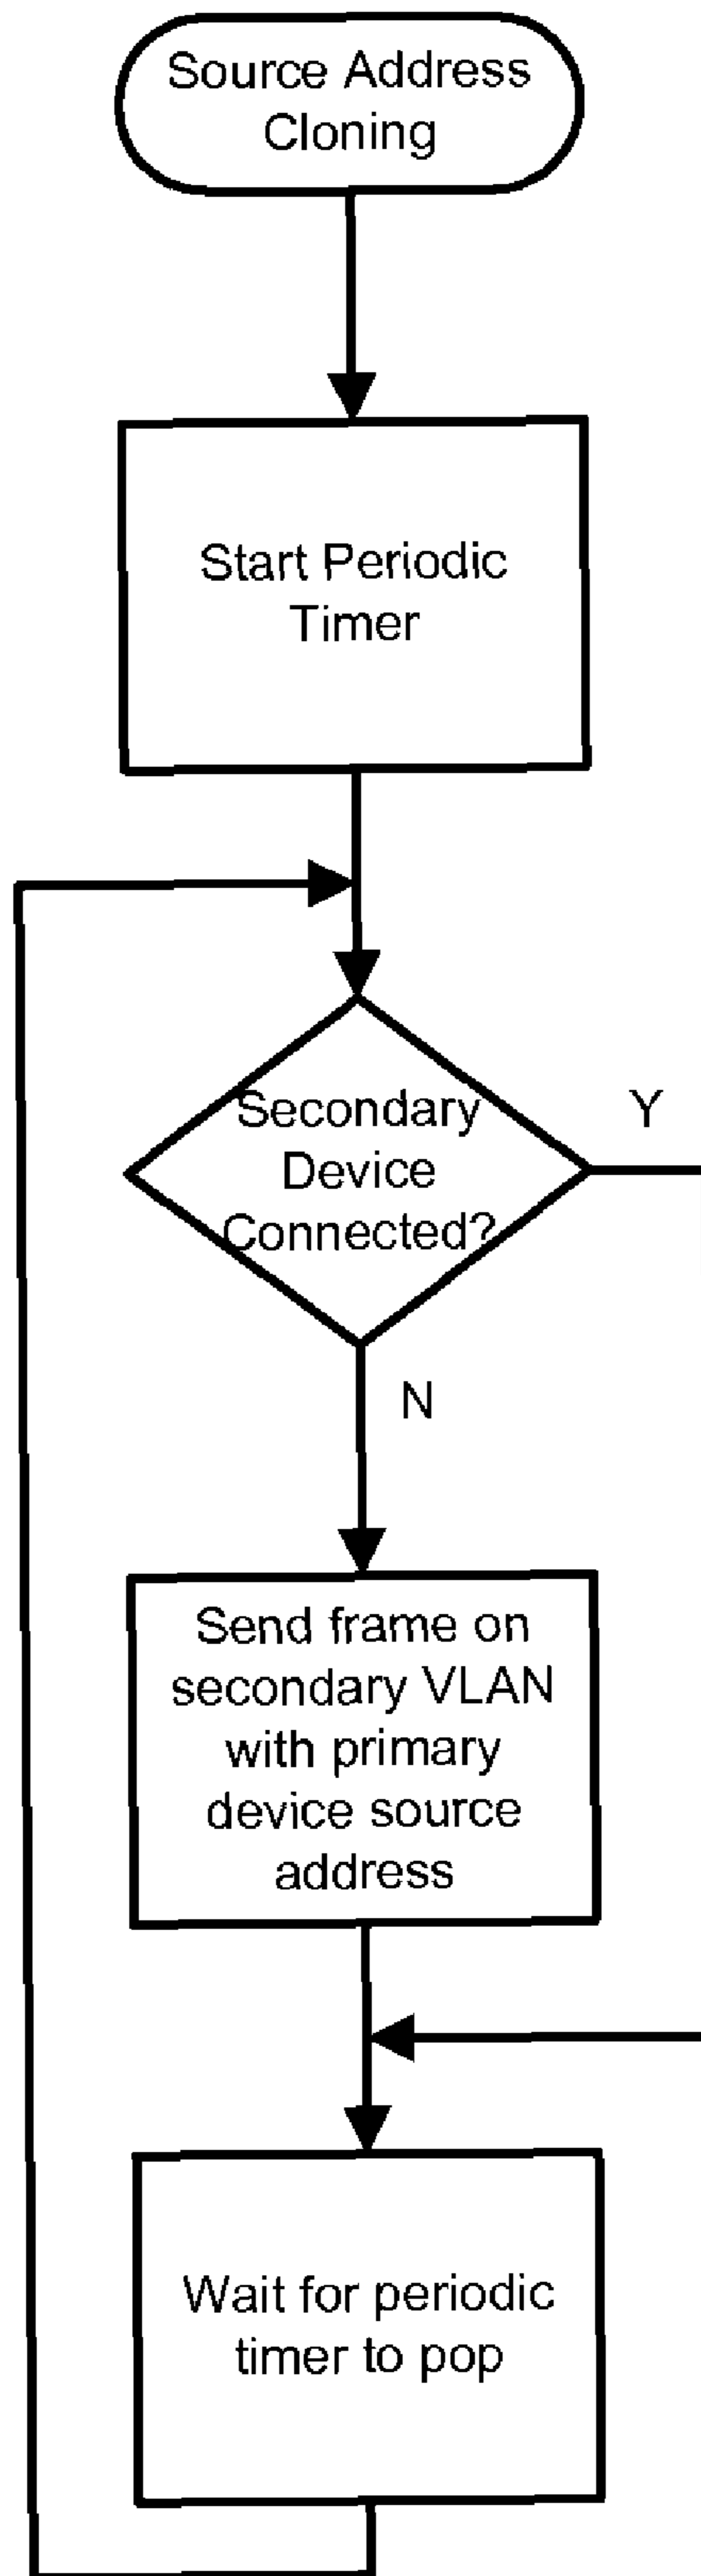 Source Address
Cloning
Start Periodic
Timer
Secondary
Device
Connected?
Y
N
Send frame on
secondary VLAN
with primary
device source
address
Wait for periodic
timer to pop